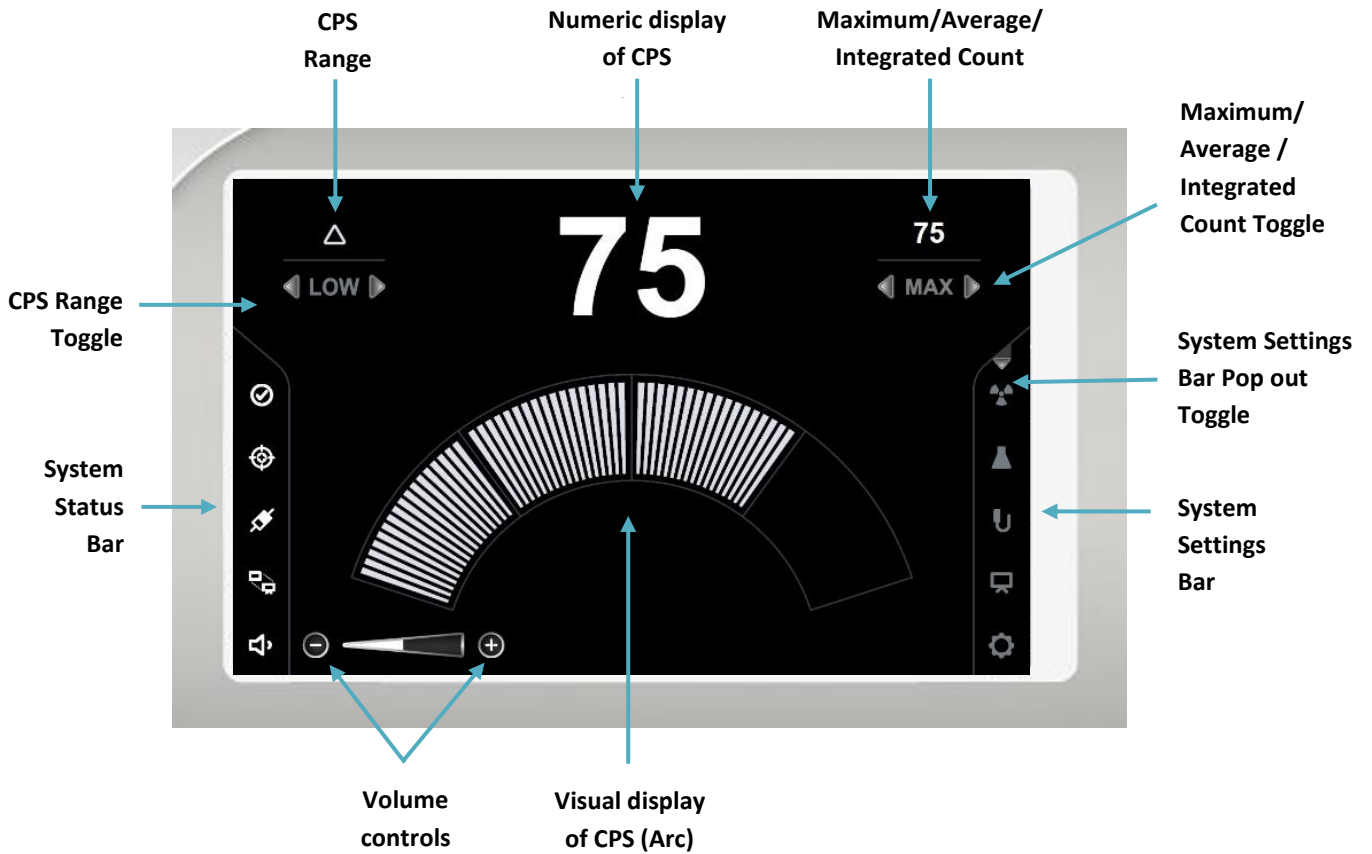 CPS
Range
Numeric display
of CPS
Maximum/Average/
Integrated Count
Maximum/
Average /
Integrated
Count Toggle
75
75
LOW
MAX
CPS Range
Toggle
System Settings
Bar Pop out
Toggle
System
Status
Bar
System
Settings
Bar
Volume
controls
Visual display
of CPS (Arc)